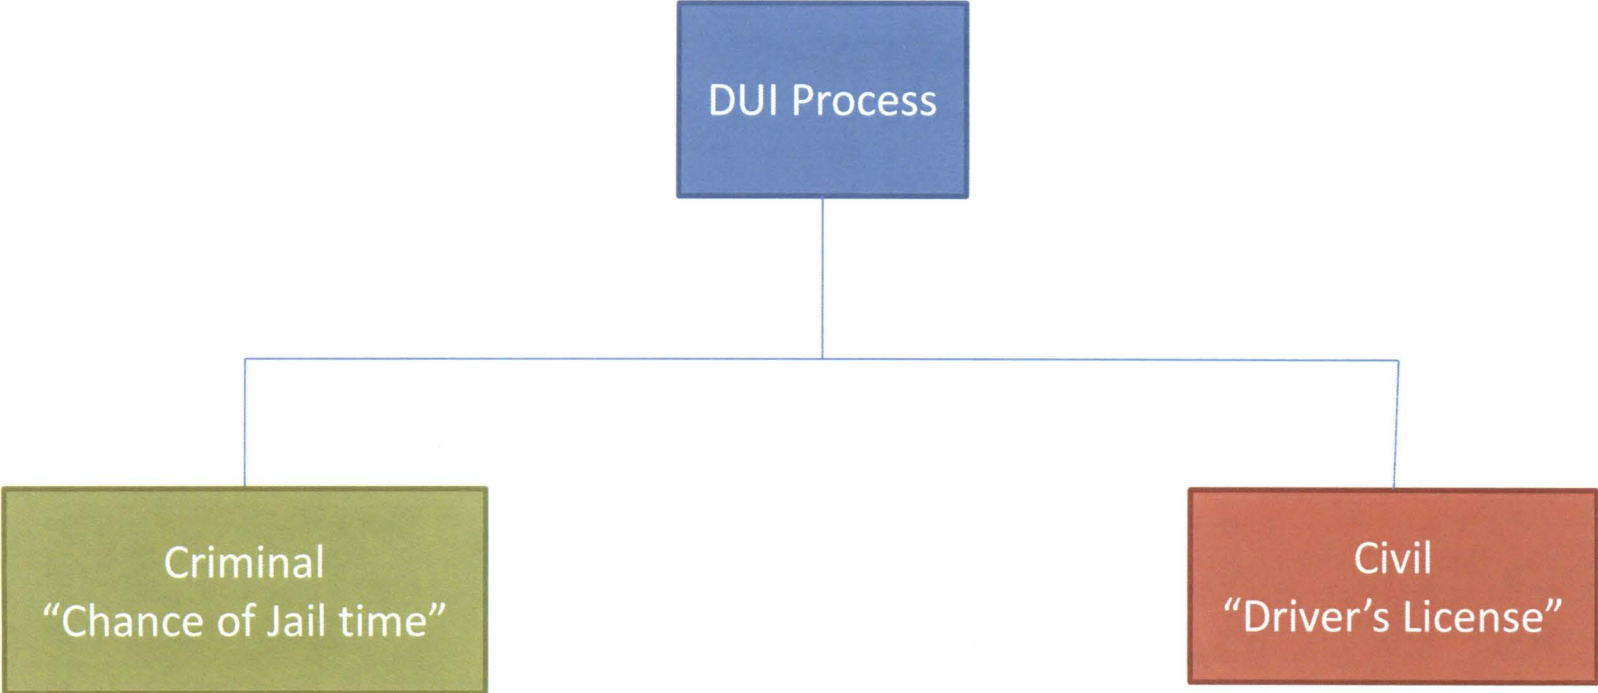 DUI Process
Criminal
“Chance of Jail time”
Civil
“Driver’s License”